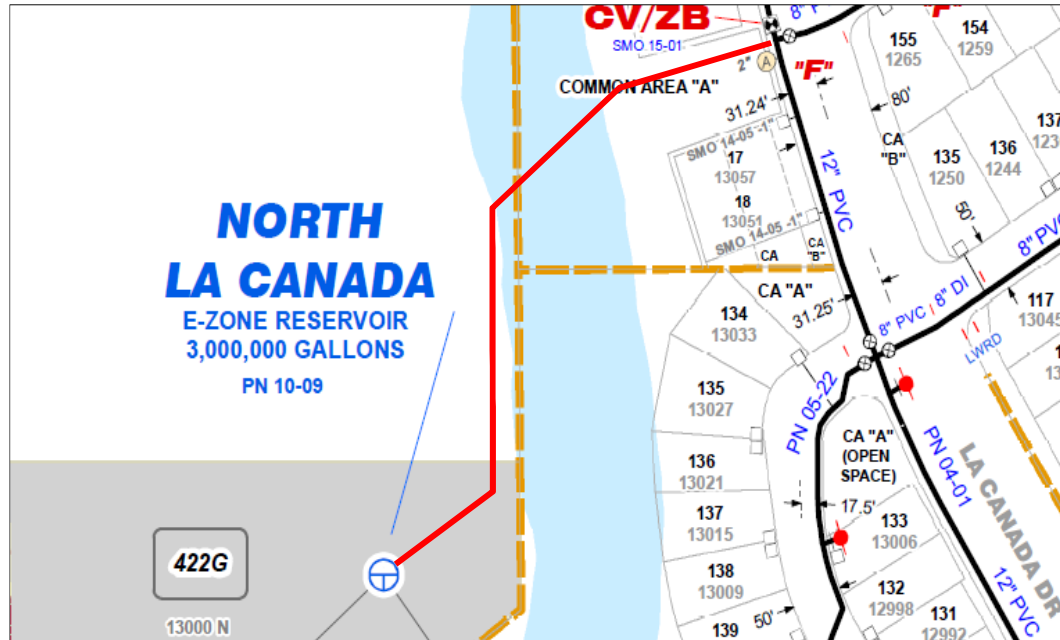 CV/ZB
SMO 15-01
8" P
"F"
2" A
"F"
COMMON AREA "A"
31.24'
SMO 14-05 -1"
17
13057
18
13051
SMO 14-05 -1"
CA
CA
"B"
12" PVC
80'
CA
"B"
155
1265
154
1259
137
136
1244
135
1250
50'
8" PVC
NORTH
LA CANADA
E-ZONE RESERVOIR
3,000,000 GALLONS
PN 10-09
CA "A"
31.25'
134
13033
8" PVC
8" DI
117
13045
LWRD
135
13027
PN 05-22
136
13021
CA "A"
(OPEN
SPACE)
PN 04-01
LA CANADA DR
137
13015
17.5'
133
13006
138
13009
132
12998
12" PVC
139
50'
131
12992
422G
13000 N